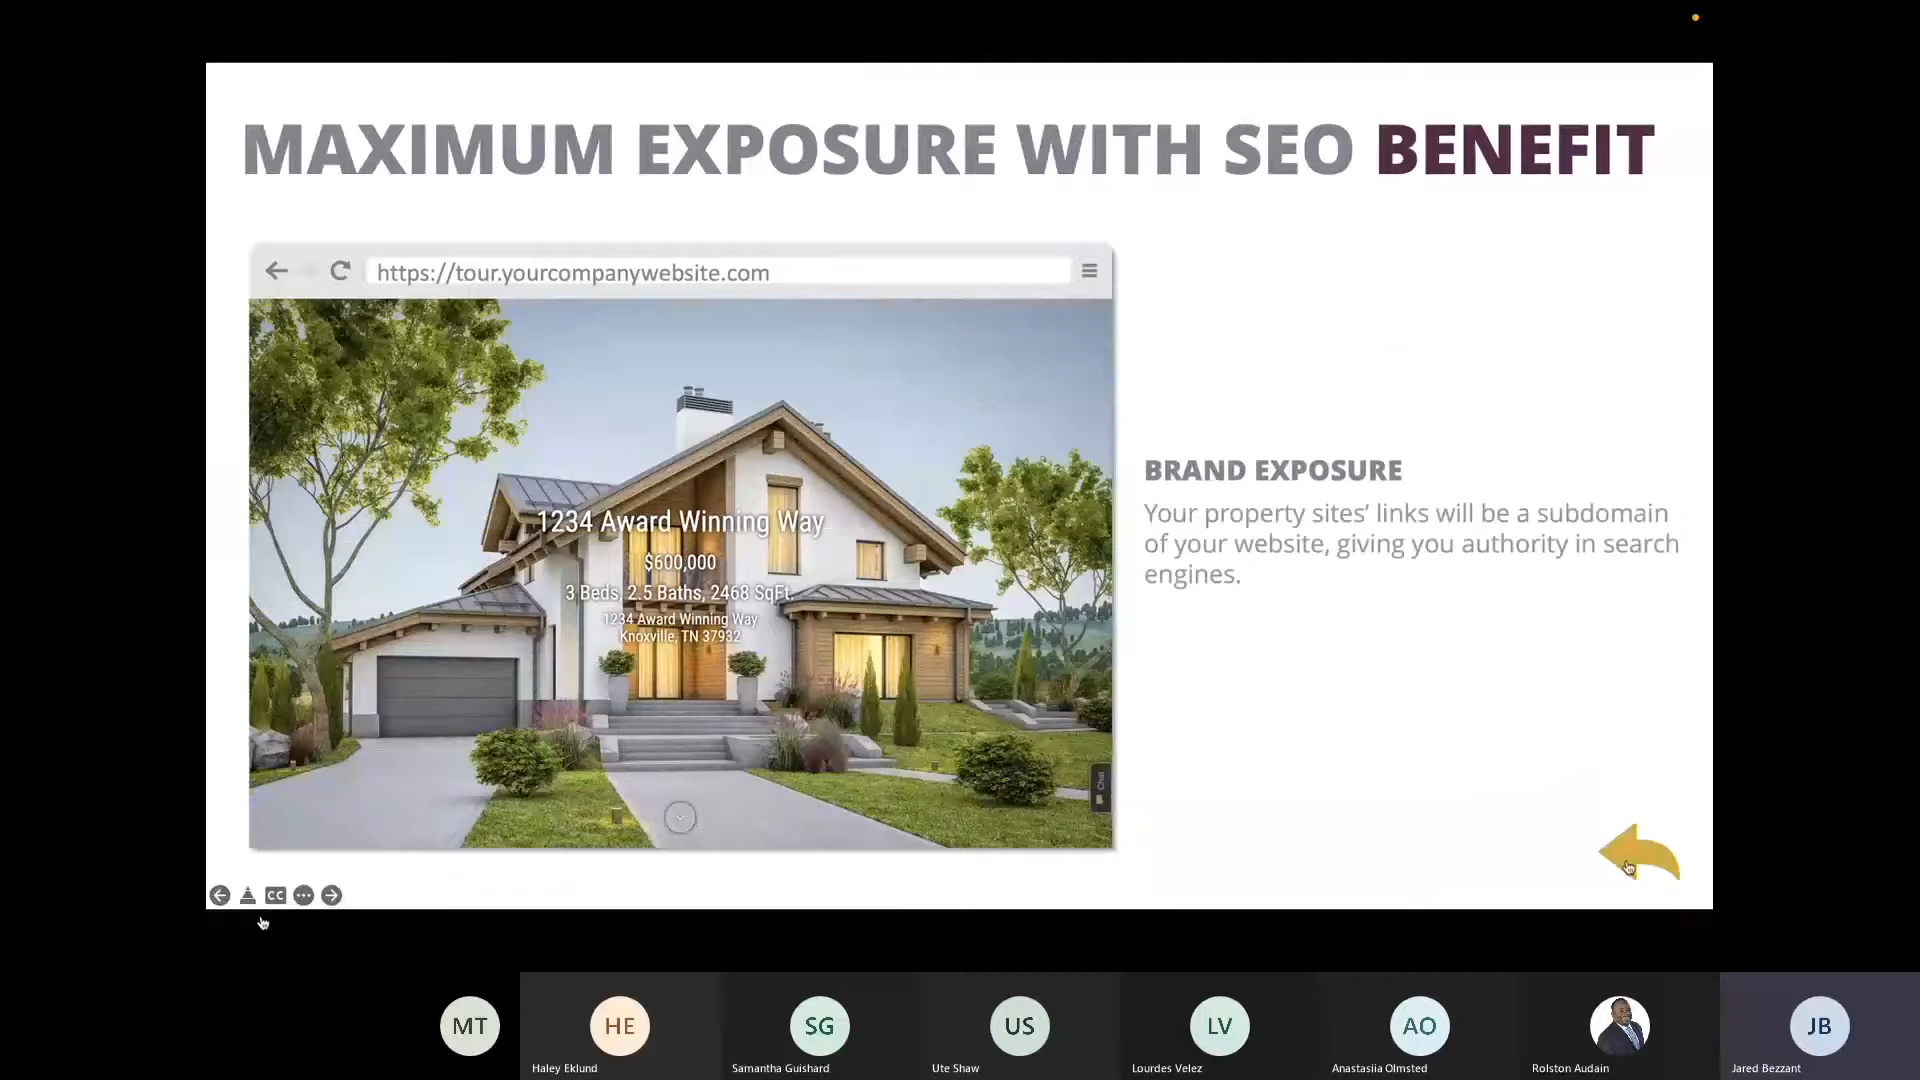 MAXIMUM EXPOSURE WITH SEO BENEFIT
https://tour.yourcompanywebsite.com
1234 Award Winning Way
$600,000
3 Beds, 2.5 Baths, 2468 SqFt.
1234 Award Winning Way
Knoxville, TN 37932
Chat
BRAND EXPOSURE
Your property sites’ links will be a subdomain
of your website, giving you authority in search
engines.
CC
MT
HE
SG
US
LV
AO
JB
Haley Eklund
Samantha Guishard
Ute Shaw
Lourdes Velez
Anastasiia Olmsted
Rolston Audain
Jared Bezzant